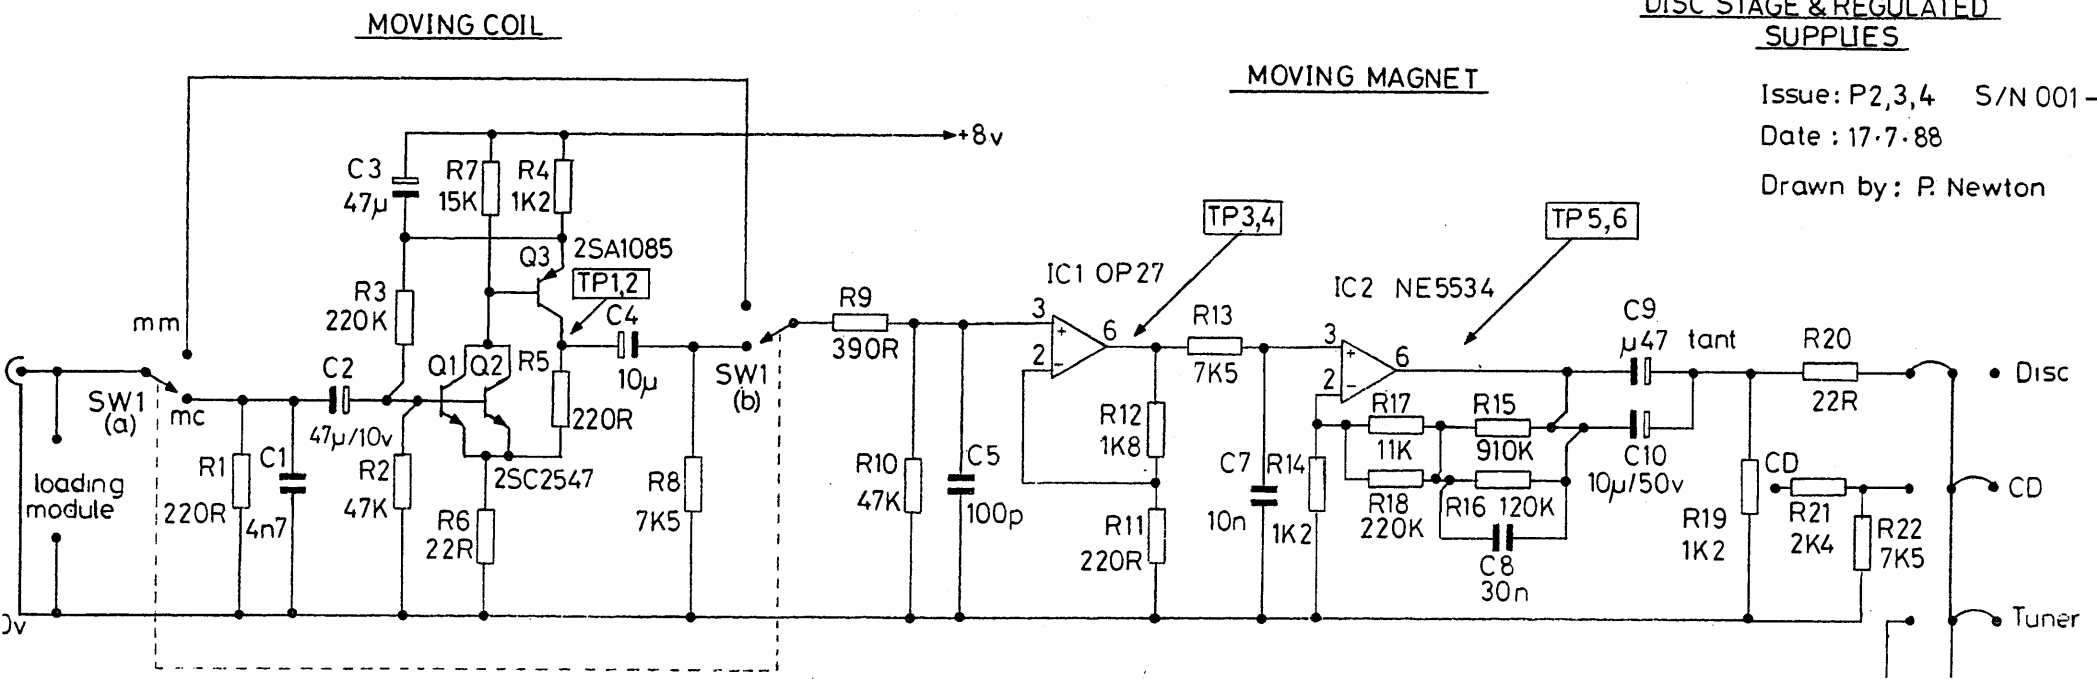 MOVING COIL
DISC STAGE & REGULATED
SUPPLIES
MOVING MAGNET
Issue: P2,3,4 S/N 001-
Date : 17·7·88
Drawn by : P. Newton
+8v
C3
47µ
R7
15K
R4
1K2
Q3
2SA1085
TP1,2
R3
220K
mm
SW1
(a)
mc
C2
47µ/10v
Q1
Q2
R5
220R
C4
10µ
SW1
(b)
loading
module
R1
220R
C1
4n7
R2
47K
R6
22R
2SC2547
R8
7K5
0v
R9
390R
R10
47K
C5
100p
IC1 OP27
3
+
2
-
6
TP3,4
R12
1K8
R11
220R
R13
7K5
C7
10n
IC2 NE5534
3
+
2
-
6
TP5,6
R14
1K2
R17
11K
R15
910K
R18
220K
R16
120K
C8
30n
C9
µ47 tant
C10
10µ/50v
R20
22R
R19
1K2
CD
R21
2K4
R22
7K5
Disc
CD
Tuner